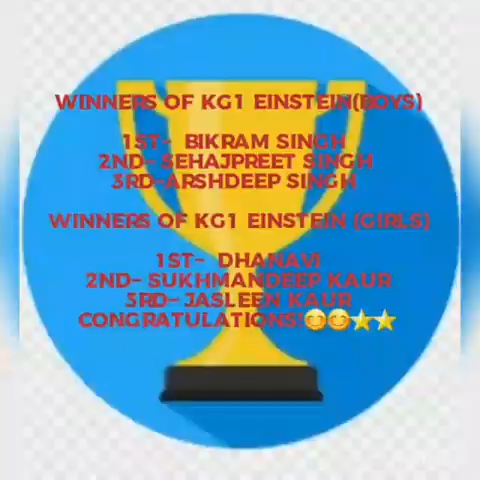 WINNERS OF KG1 EINSTEIN(BOYS)
1ST- BIKRAM SINGH
2ND- SEHAJPREET SINGH
3RD-ARSHDEEP SINGH
WINNERS OF KG1 EINSTEIN (GIRLS)
1ST- DHANAVI
2ND- SUKHMANDEEP KAUR
3RD- JASLEEN KAUR
CONGRATULATIONS!😊😊⭐⭐